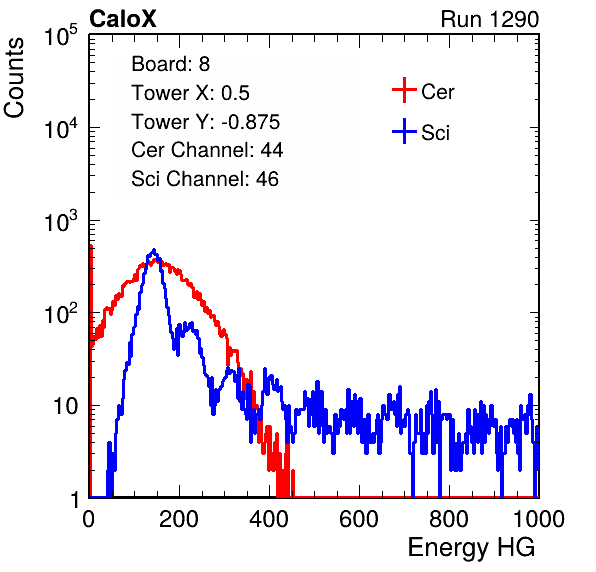 CaloX Run 1290
Counts
10^5
10^4
10^3
10^2
10
1
Board: 8
Tower X: 0.5
Tower Y: -0.875
Cer Channel: 44
Sci Channel: 46
Cer
Sci
0 200 400 600 800 1000
Energy HG